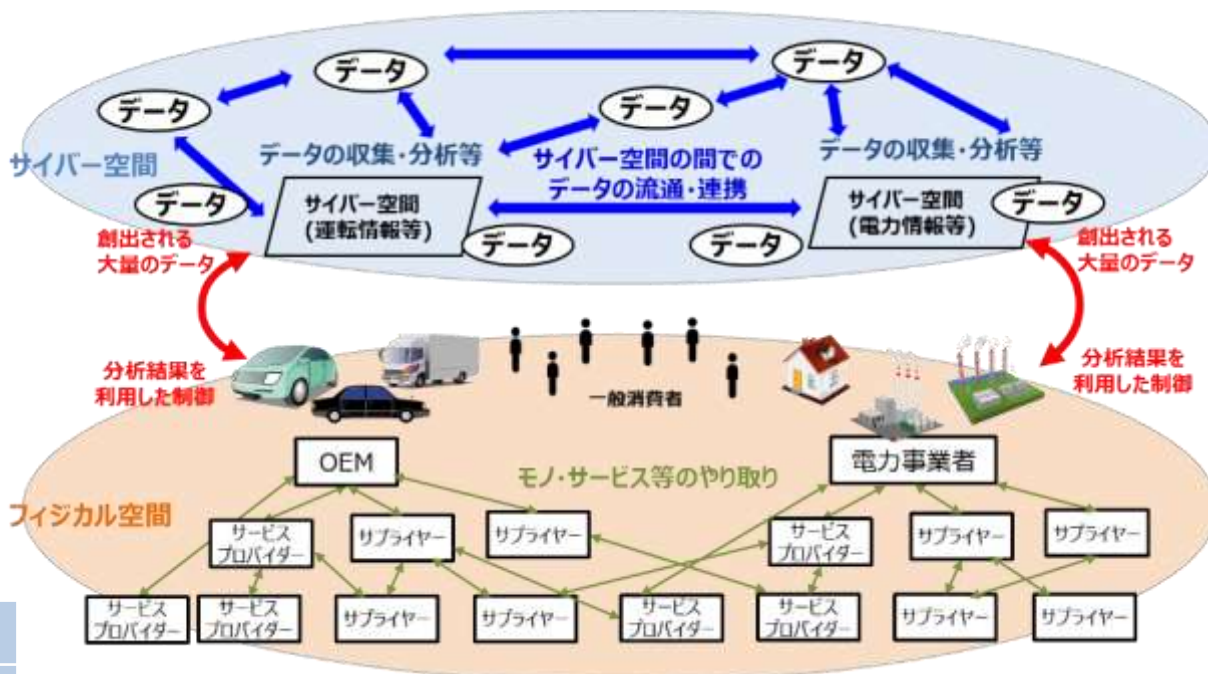 データ
データ
データ
データ
サイバー空間
データの収集・分析等
サイバー空間の間での
データの流通・連携
データの収集・分析等
データ
サイバー空間
(運転情報等)
データ
データ
サイバー空間
(電力情報等)
データ
創出される
大量のデータ
創出される
大量のデータ
分析結果を
利用した制御
一般消費者
分析結果を
利用した制御
OEM
モノ・サービス等のやり取り
電力事業者
フィジカル空間
サービス
プロバイダー
サプライヤー
サプライヤー
サービス
プロバイダー
サプライヤー
サプライヤー
サービス
プロバイダー
サービス
プロバイダー
サプライヤー
サプライヤー
サービス
プロバイダー
サービス
プロバイダー
サプライヤー
サプライヤー